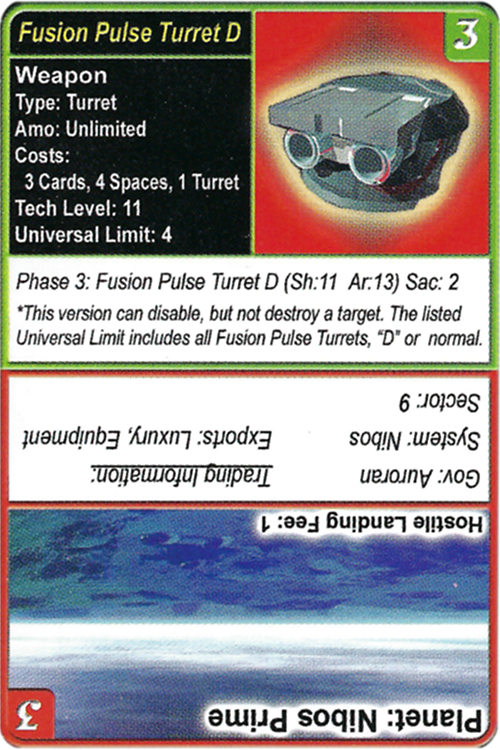 Fusion Pulse Turret D
3
Weapon
Type: Turret
Amo: Unlimited
Costs:
3 Cards, 4 Spaces, 1 Turret
Tech Level: 11
Universal Limit: 4
Phase 3: Fusion Pulse Turret D (Sh:11 Ar:13) Sac: 2
*This version can disable, but not destroy a target. The listed
Universal Limit includes all Fusion Pulse Turrets, "D" or normal.
Planet: Nibos Prime
3
Hostile Landing Fee: 1
Gov: Auroran
Trading Information:
System: Nibos
Exports: Luxury, Equipment
Sector: 9